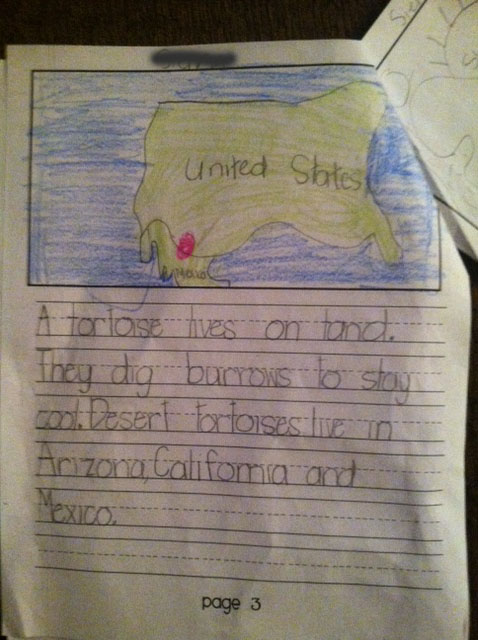 United States
A tortoise lives on land.
They dig burrows to stay
cool. Desert tortoises live in
Arizona, California and
Mexico.
page 3